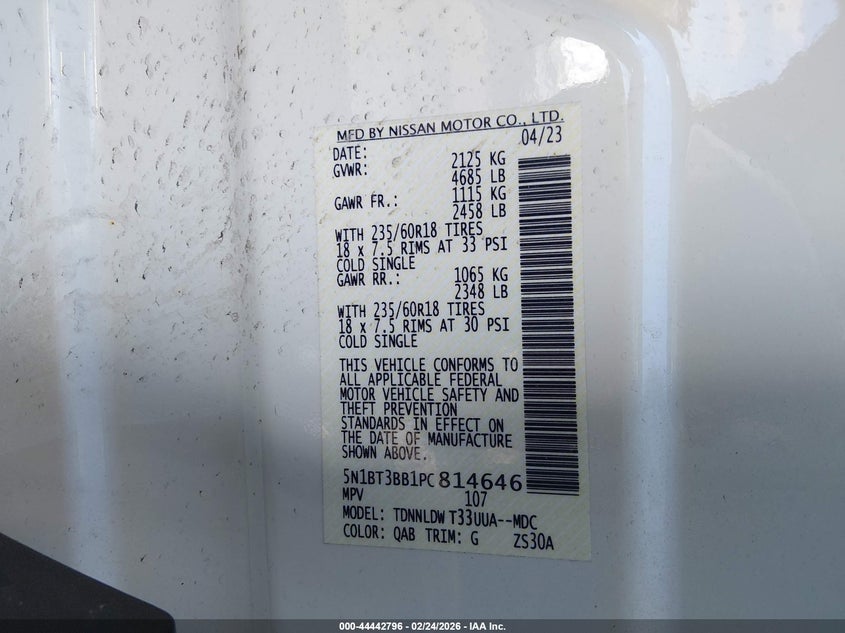 MFD BY NISSAN MOTOR CO., LTD.
DATE: 04/23
GVWR: 2125 KG
4685 LB
GAWR FR.: 1115 KG
2458 LB
WITH 235/60R18 TIRES
18 x 7.5 RIMS AT 33 PSI
COLD SINGLE
GAWR RR.: 1065 KG
2348 LB
WITH 235/60R18 TIRES
18 x 7.5 RIMS AT 30 PSI
COLD SINGLE
THIS VEHICLE CONFORMS TO
ALL APPLICABLE FEDERAL
MOTOR VEHICLE SAFETY AND
THEFT PREVENTION
STANDARDS IN EFFECT ON
THE DATE OF MANUFACTURE
SHOWN ABOVE.
5N1BT3BB1PC814646
MPV 107
MODEL: TDNNLDW T33UUA--MDC
COLOR: QAB TRIM: G ZS30A
000-44442796 - 02/24/2026 - IAA Inc.